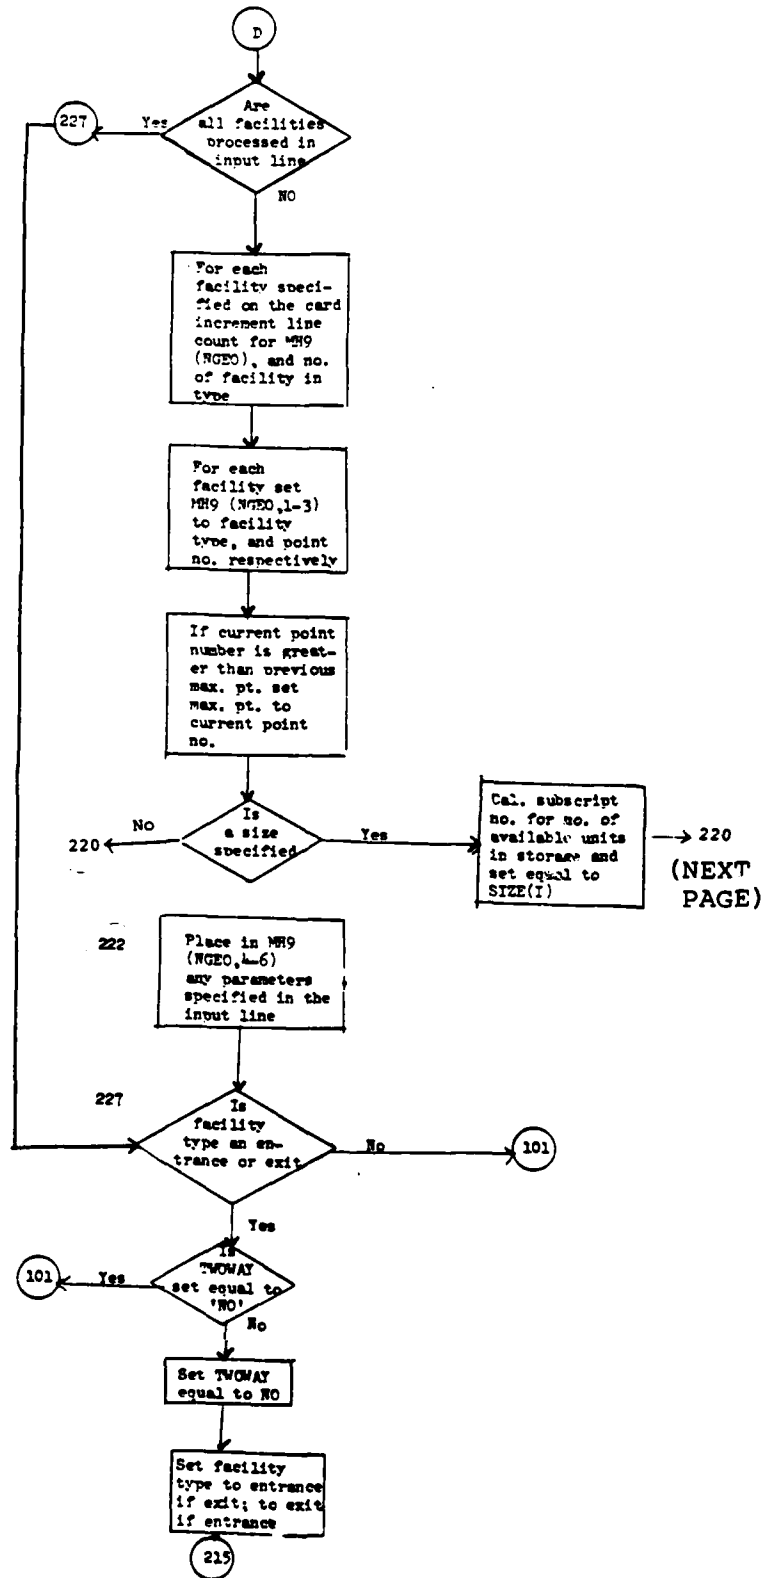 D
Are
all facilities
processed in
input line
227
Yes
NO
For each
facility speci-
fied on the card
increment line
count for MH9
(NGEO), and no.
of facility in
type
For each
facility set
MH9 (NGEO,1-3)
to facility
type, and point
no. respectively
If current point
number is great-
er than previous
max. pt. set
max. pt. to
current point
no.
Is
a size
specified
No
220
Yes
Cal. subscript
no. for no. of
available units
in storage and
set equal to
SIZE(I)
220
(NEXT
PAGE)
222
Place in MH9
(NGEO,4-6)
any parameters
specified in the
input line
227
Is
facility
type an en-
trance or exit
No
101
Yes
Is
TWOWAY
set equal to
'NO'
Yes
101
No
Set TWOWAY
equal to NO
Set facility
type to entrance
if exit; to exit
if entrance
215